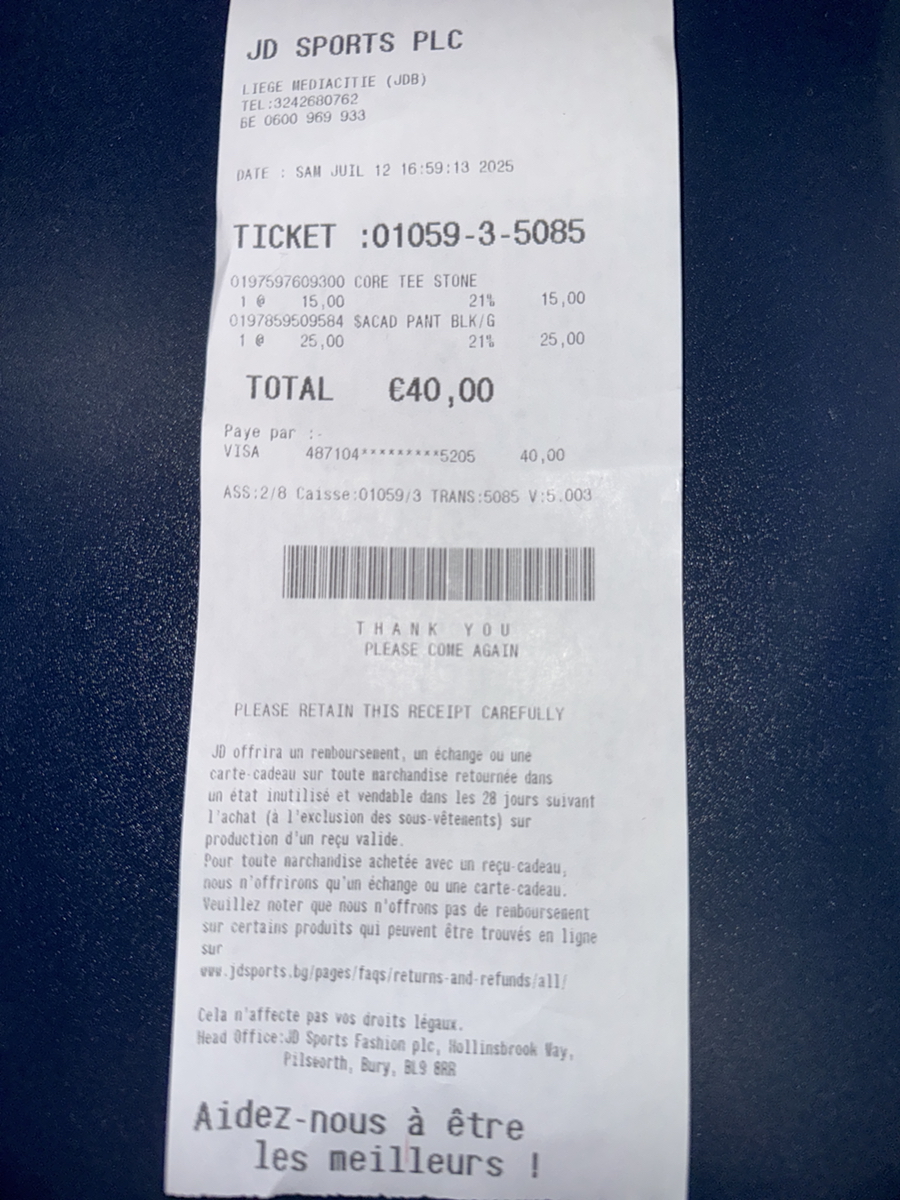 JD SPORTS PLC
LIEGE MEDIACITIE (JDB)
TEL:3242680762
BE 0600 969 933
DATE : SAM JUIL 12 16:59:13 2025
TICKET :01059-3-5085
0197597609300 CORE TEE STONE
1 @ 15,00 21% 15,00
0197859509584 $ACAD PANT BLK/G
1 @ 25,00 21% 25,00
TOTAL €40,00
Paye par :-
VISA 487104*********5205 40,00
ASS:2/8 Caisse:01059/3 TRANS:5085 V:5.003
THANK YOU
PLEASE COME AGAIN
PLEASE RETAIN THIS RECEIPT CAREFULLY
JD offrira un remboursement, un échange ou une
carte-cadeau sur toute marchandise retournée dans
un état inutilisé et vendable dans les 28 jours suivant
l'achat (à l'exclusion des sous-vêtements) sur
production d'un reçu valide.
Pour toute marchandise achetée avec un reçu-cadeau,
nous n'offrirons qu'un échange ou une carte-cadeau.
Veuillez noter que nous n'offrons pas de remboursement
sur certains produits qui peuvent être trouvés en ligne
sur
www.jdsports.bg/pages/faqs/returns-and-refunds/all/
Cela n'affecte pas vos droits légaux.
Head Office:JD Sports Fashion plc, Hollinsbrook Way,
Pilsworth, Bury, BL9 8RR
Aidez-nous à être
les meilleurs !